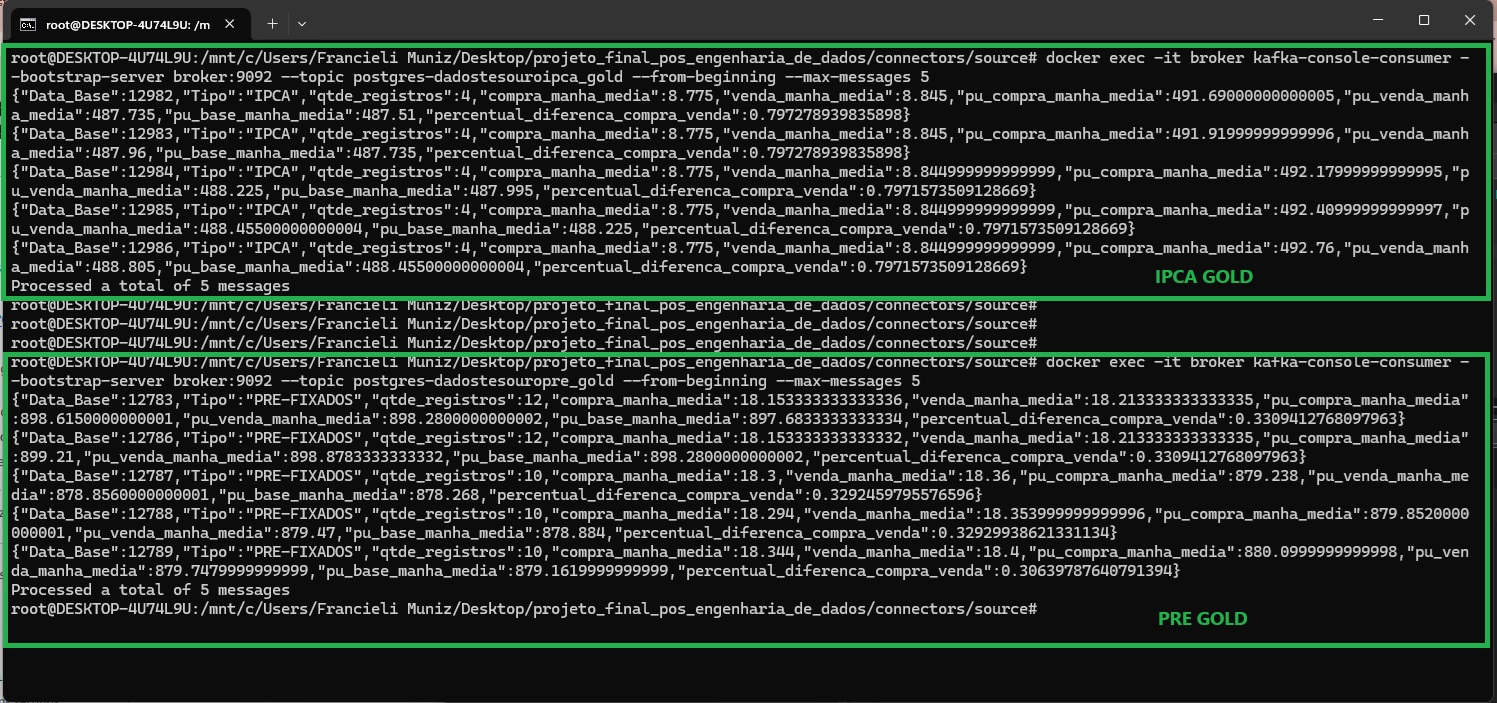 root@DESKTOP-4U74L9U: /m
root@DESKTOP-4U74L9U:/mnt/c/Users/Francieli Muniz/Desktop/projeto_final_pos_engenharia_de_dados/connectors/source# docker exec -it broker kafka-console-consumer -
-bootstrap-server broker:9092 --topic postgres-dadostesouroipca_gold --from-beginning --max-messages 5
{"Data_Base":12982,"Tipo":"IPCA","qtde_registros":4,"compra_manha_media":8.775,"venda_manha_media":8.845,"pu_compra_manha_media":491.69000000000005,"pu_venda_manh
a_media":487.735,"pu_base_manha_media":487.51,"percentual_diferenca_compra_venda":0.797278939835898}
{"Data_Base":12983,"Tipo":"IPCA","qtde_registros":4,"compra_manha_media":8.775,"venda_manha_media":8.845,"pu_compra_manha_media":491.91999999999996,"pu_venda_manh
a_media":487.96,"pu_base_manha_media":487.735,"percentual_diferenca_compra_venda":0.797278939835898}
{"Data_Base":12984,"Tipo":"IPCA","qtde_registros":4,"compra_manha_media":8.775,"venda_manha_media":8.844999999999999,"pu_compra_manha_media":492.17999999999995,"p
u_venda_manha_media":488.225,"pu_base_manha_media":487.995,"percentual_diferenca_compra_venda":0.7971573509128669}
{"Data_Base":12985,"Tipo":"IPCA","qtde_registros":4,"compra_manha_media":8.775,"venda_manha_media":8.844999999999999,"pu_compra_manha_media":492.40999999999997,"p
u_venda_manha_media":488.45500000000004,"pu_base_manha_media":488.225,"percentual_diferenca_compra_venda":0.7971573509128669}
{"Data_Base":12986,"Tipo":"IPCA","qtde_registros":4,"compra_manha_media":8.775,"venda_manha_media":8.844999999999999,"pu_compra_manha_media":492.76,"pu_venda_manh
a_media":488.805,"pu_base_manha_media":488.45500000000004,"percentual_diferenca_compra_venda":0.7971573509128669}
IPCA GOLD
Processed a total of 5 messages
root@DESKTOP-4U74L9U:/mnt/c/Users/Francieli Muniz/Desktop/projeto_final_pos_engenharia_de_dados/connectors/source#
root@DESKTOP-4U74L9U:/mnt/c/Users/Francieli Muniz/Desktop/projeto_final_pos_engenharia_de_dados/connectors/source#
root@DESKTOP-4U74L9U:/mnt/c/Users/Francieli Muniz/Desktop/projeto_final_pos_engenharia_de_dados/connectors/source#
root@DESKTOP-4U74L9U:/mnt/c/Users/Francieli Muniz/Desktop/projeto_final_pos_engenharia_de_dados/connectors/source# docker exec -it broker kafka-console-consumer -
-bootstrap-server broker:9092 --topic postgres-dadostesouropre_gold --from-beginning --max-messages 5
{"Data_Base":12783,"Tipo":"PRE-FIXADOS","qtde_registros":12,"compra_manha_media":18.153333333333336,"venda_manha_media":18.213333333333335,"pu_compra_manha_media"
:898.6150000000001,"pu_venda_manha_media":898.2800000000002,"pu_base_manha_media":897.6833333333334,"percentual_diferenca_compra_venda":0.3309412768097963}
{"Data_Base":12786,"Tipo":"PRE-FIXADOS","qtde_registros":12,"compra_manha_media":18.153333333333332,"venda_manha_media":18.213333333333335,"pu_compra_manha_media"
:899.21,"pu_venda_manha_media":898.8783333333332,"pu_base_manha_media":898.2800000000002,"percentual_diferenca_compra_venda":0.3309412768097963}
{"Data_Base":12787,"Tipo":"PRE-FIXADOS","qtde_registros":10,"compra_manha_media":18.3,"venda_manha_media":18.36,"pu_compra_manha_media":879.238,"pu_venda_manha_me
dia":878.8560000000001,"pu_base_manha_media":878.268,"percentual_diferenca_compra_venda":0.3292459795576596}
{"Data_Base":12788,"Tipo":"PRE-FIXADOS","qtde_registros":10,"compra_manha_media":18.294,"venda_manha_media":18.353999999999996,"pu_compra_manha_media":879.8520000
000001,"pu_venda_manha_media":879.47,"pu_base_manha_media":878.884,"percentual_diferenca_compra_venda":0.32929938621331134}
{"Data_Base":12789,"Tipo":"PRE-FIXADOS","qtde_registros":10,"compra_manha_media":18.344,"venda_manha_media":18.4,"pu_compra_manha_media":880.0999999999998,"pu_ven
da_manha_media":879.7479999999999,"pu_base_manha_media":879.1619999999999,"percentual_diferenca_compra_venda":0.30639787640791394}
Processed a total of 5 messages
root@DESKTOP-4U74L9U:/mnt/c/Users/Francieli Muniz/Desktop/projeto_final_pos_engenharia_de_dados/connectors/source#
PRE GOLD